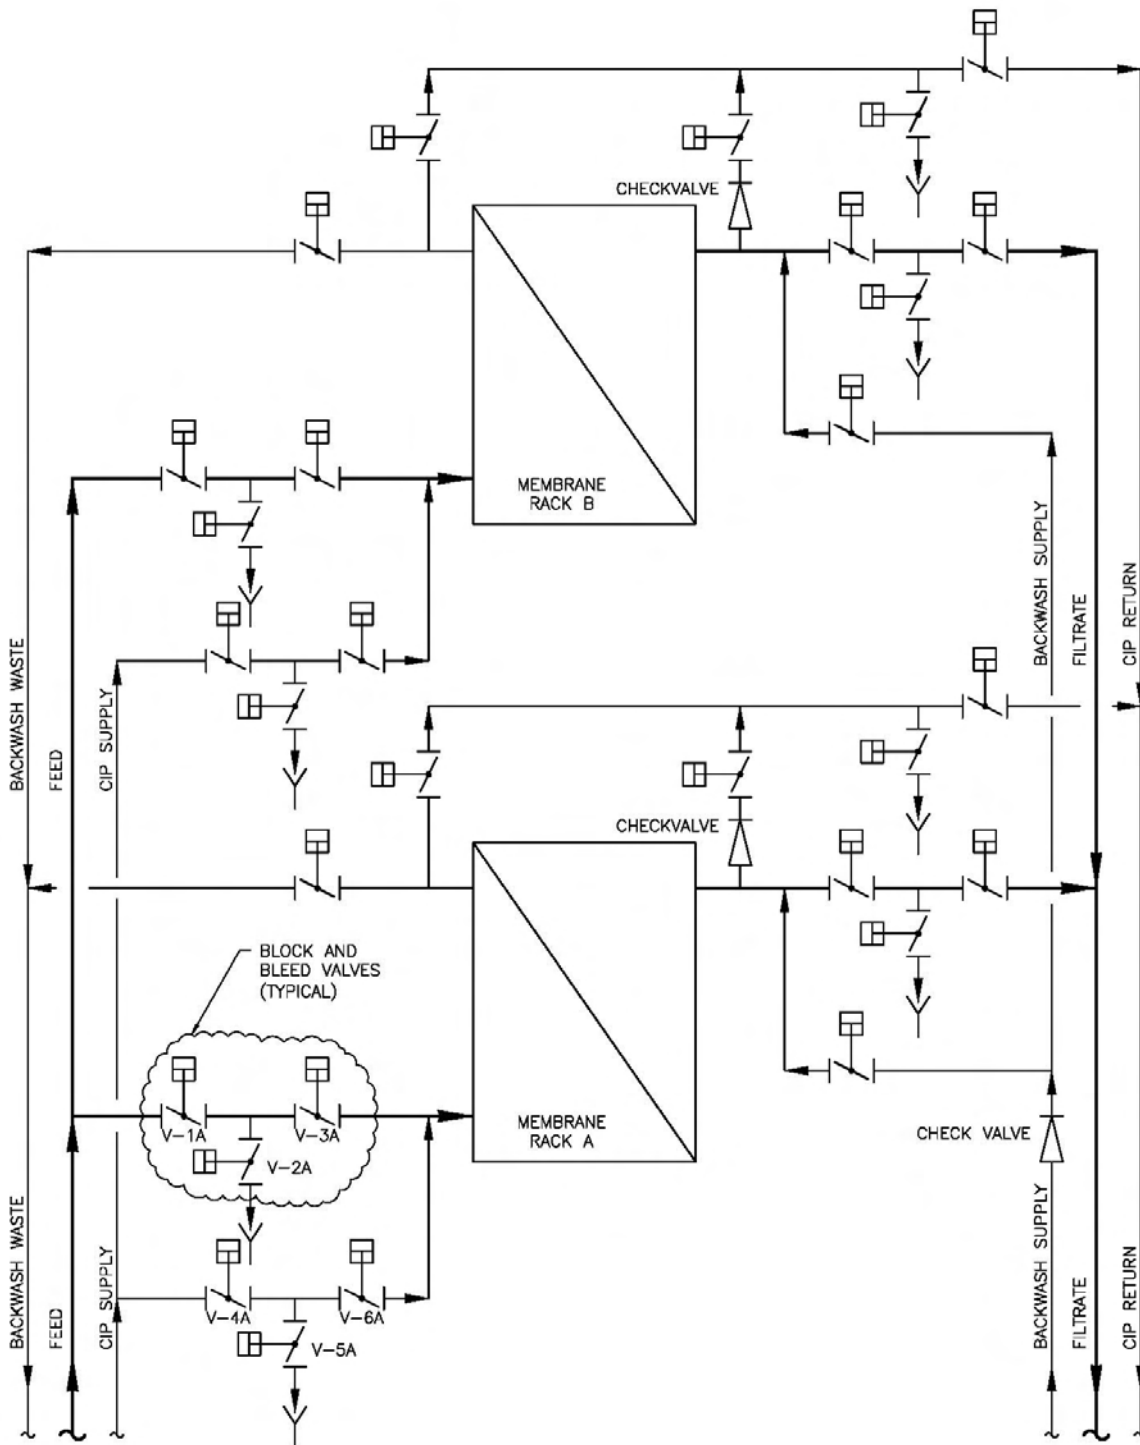 CHECKVALVE
MEMBRANE
RACK B
BACKWASH SUPPLY
FILTRATE
CIP RETURN
BACKWASH WASTE
FEED
CIP SUPPLY
CHECKVALVE
BLOCK AND
BLEED VALVES
(TYPICAL)
V-1A
V-3A
V-2A
MEMBRANE
RACK A
CHECK VALVE
V-4A
V-6A
V-5A
BACKWASH WASTE
FEED
CIP SUPPLY
BACKWASH SUPPLY
FILTRATE
CIP RETURN